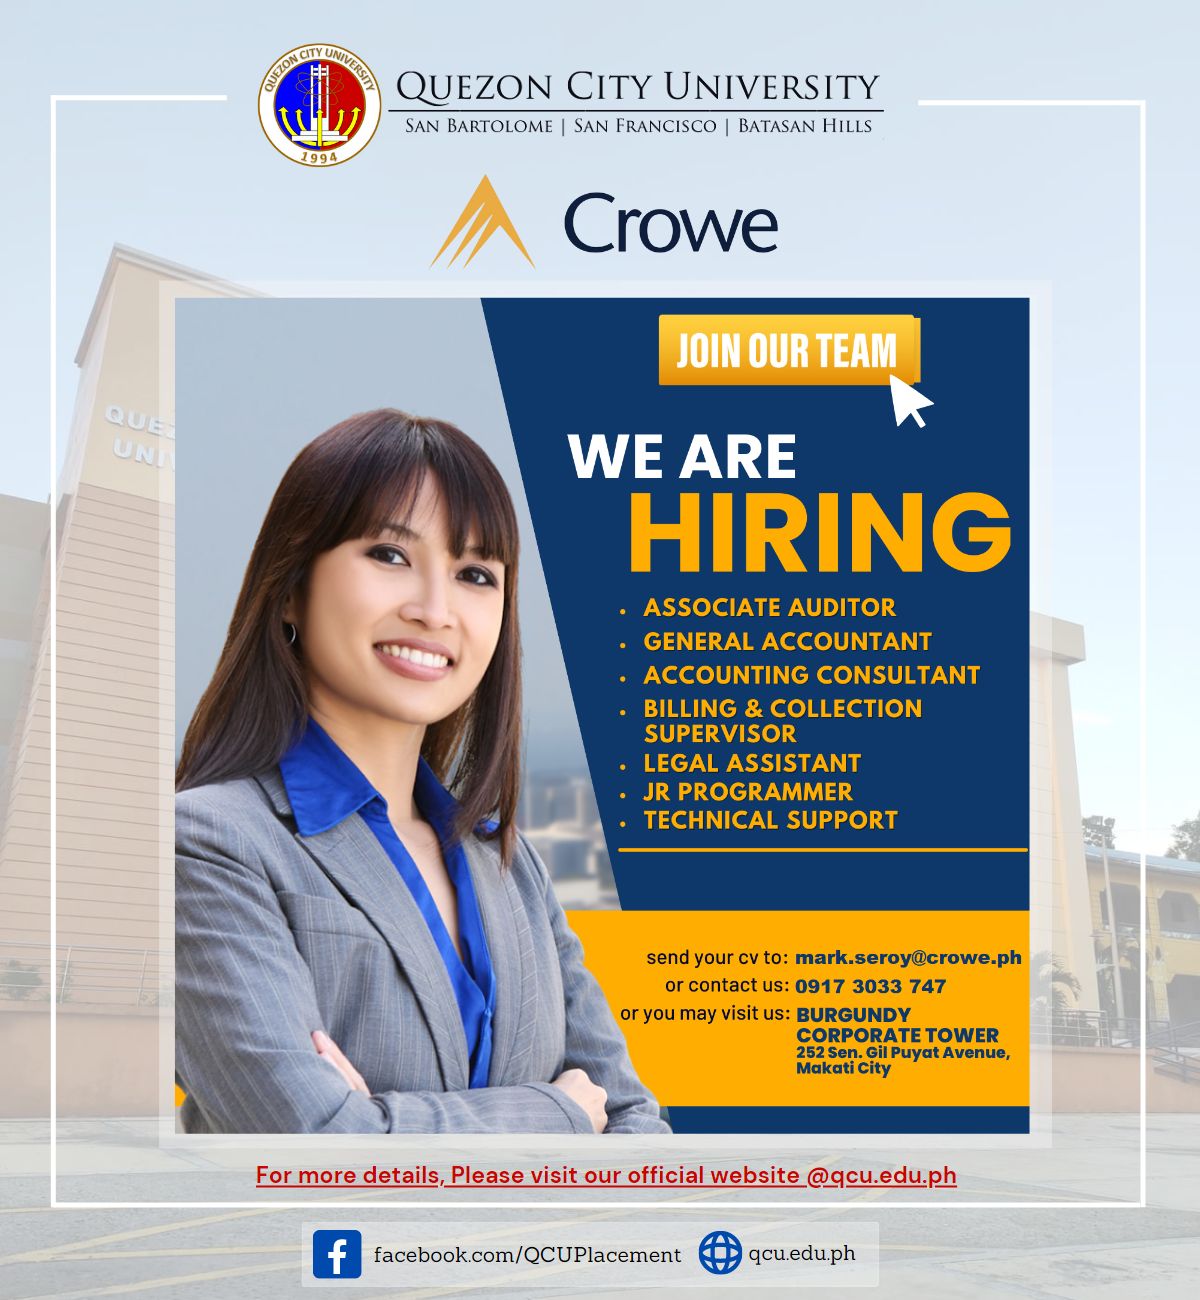 QUEZON CITY UNIVERSITY
1994
QUEZON CITY UNIVERSITY
SAN BARTOLOME | SAN FRANCISCO | BATASAN HILLS
Crowe
QUEZ
UNI
JOIN OUR TEAM
WE ARE
HIRING
• ASSOCIATE AUDITOR
• GENERAL ACCOUNTANT
• ACCOUNTING CONSULTANT
• BILLING & COLLECTION
SUPERVISOR
• LEGAL ASSISTANT
• JR PROGRAMMER
• TECHNICAL SUPPORT
send your cv to: mark.seroy@crowe.ph
or contact us: 0917 3033 747
or you may visit us: BURGUNDY
CORPORATE TOWER
252 Sen. Gil Puyat Avenue,
Makati City
For more details, Please visit our official website @qcu.edu.ph
facebook.com/QCUPlacement
qcu.edu.ph